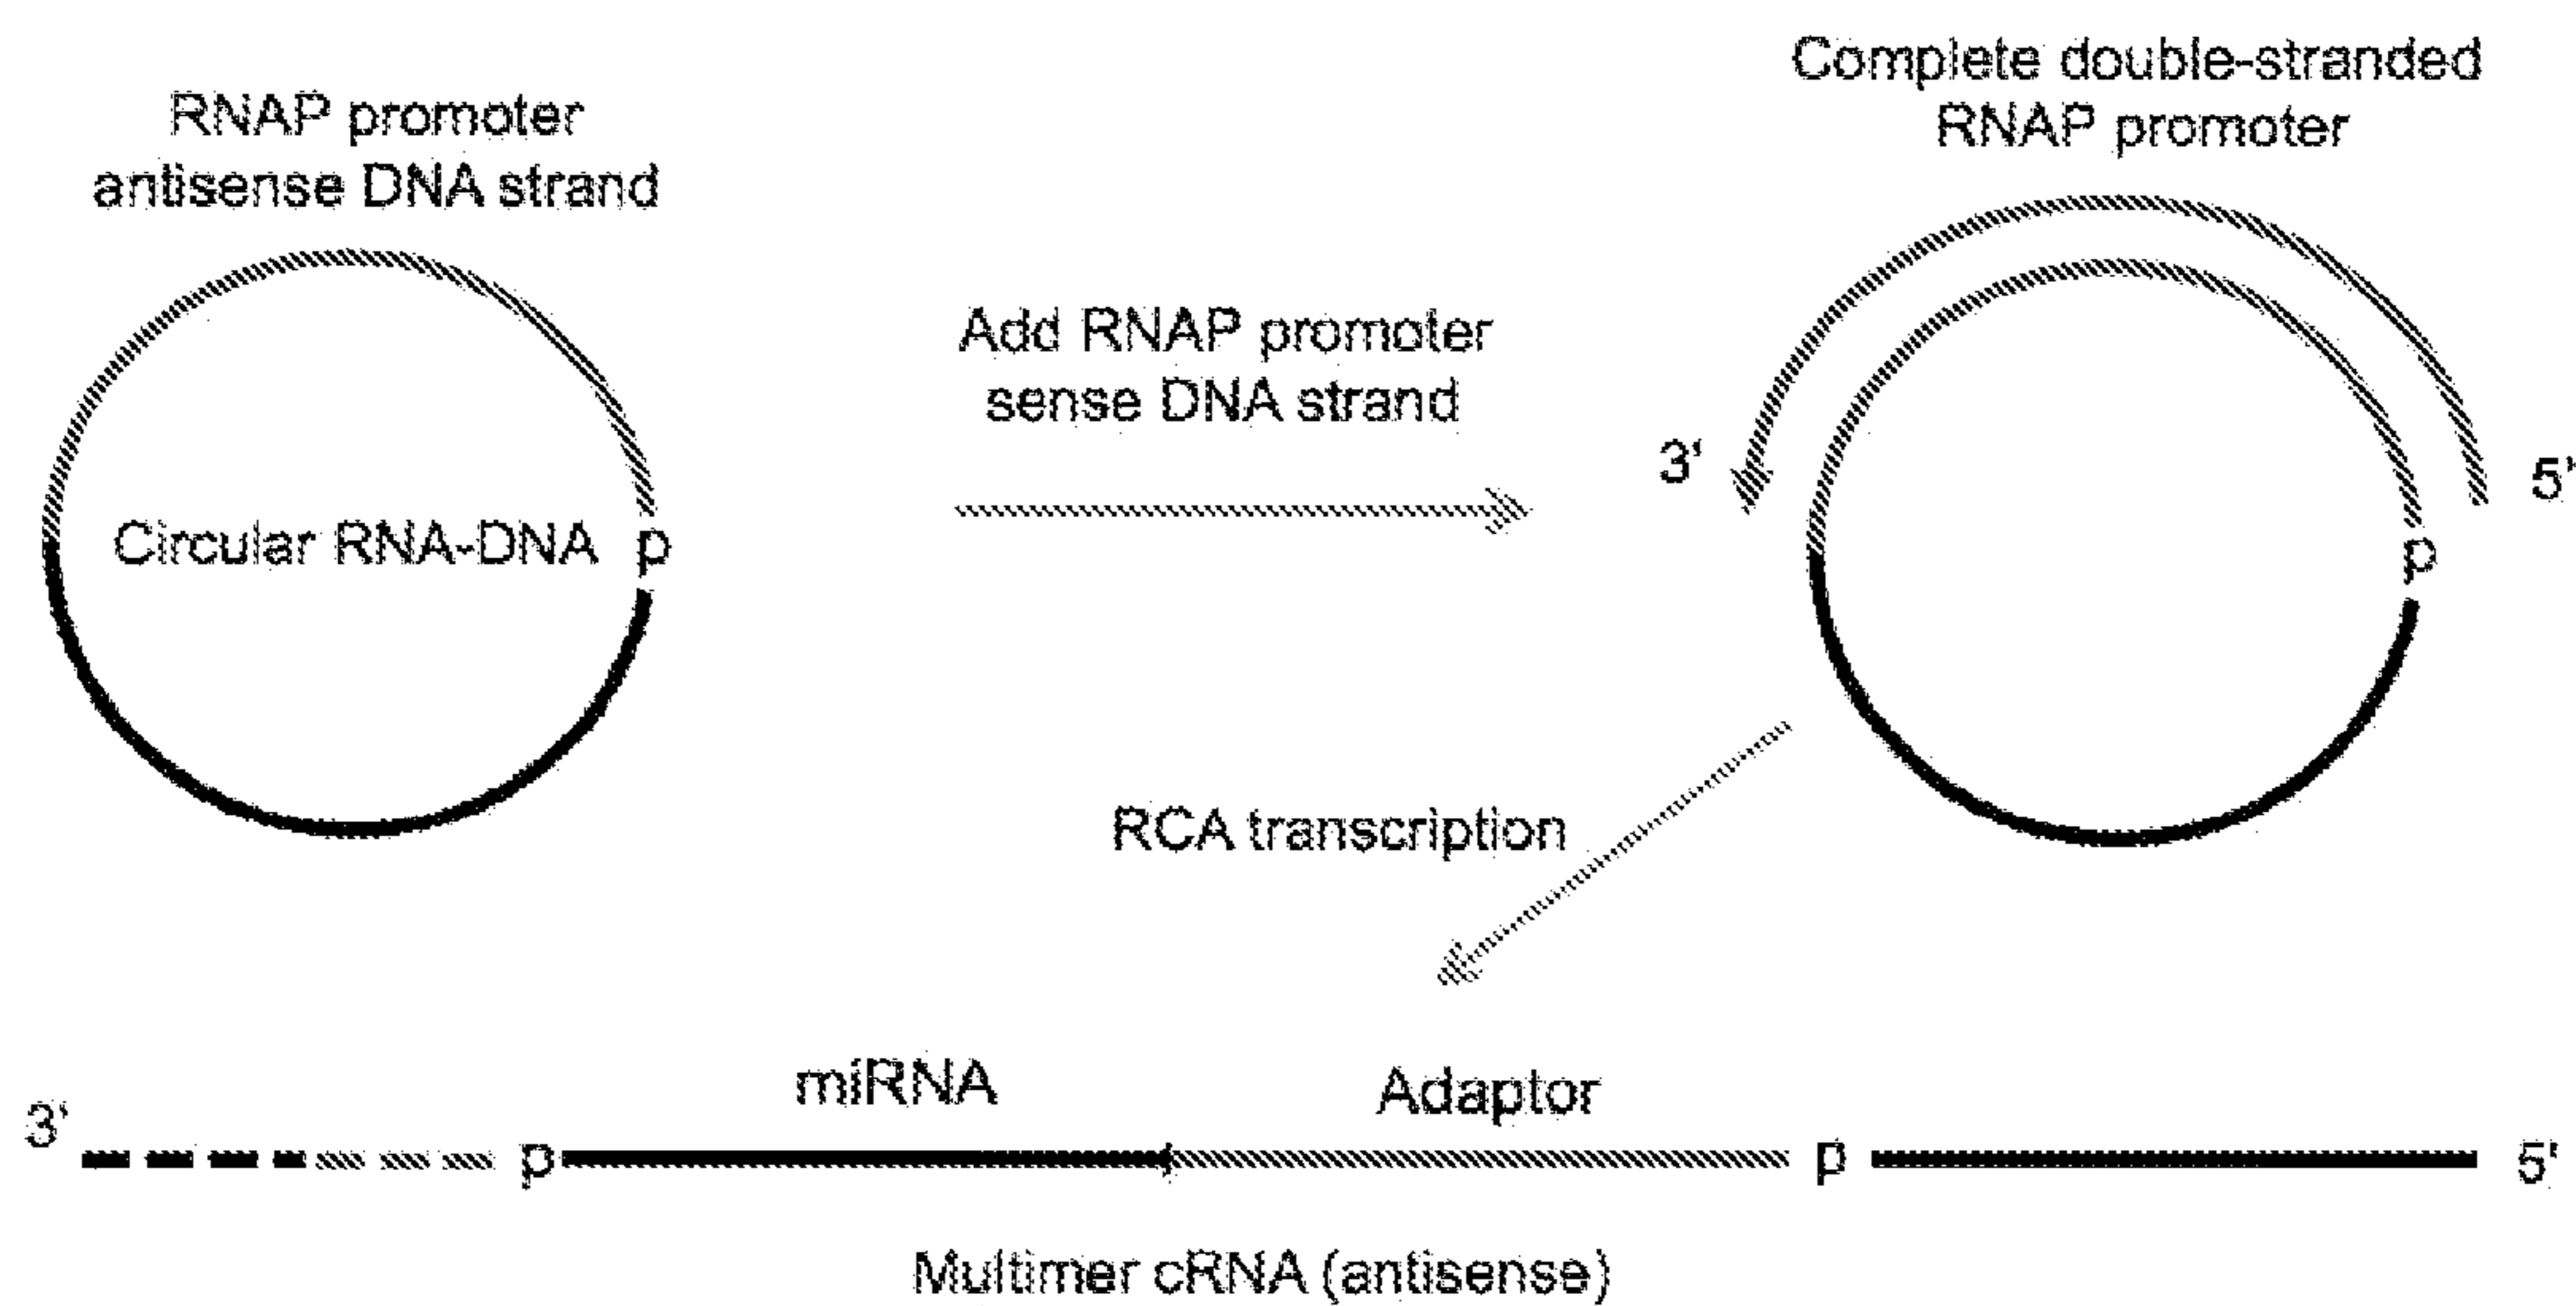 RNAP promoter
antisense DNA strand
Circular RNA-DNA
p
Add RNAP promoter
sense DNA strand
Complete double-stranded
RNAP promoter
3'
5'
p
RCA transcription
miRNA
Adaptor
3'
p
p
5'
Multimer cRNA (antisense)